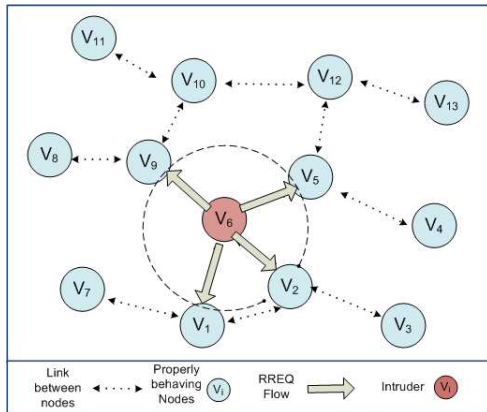 V11
V10
V12
V13
V8
V9
V5
V6
V4
V7
V2
V1
V3
Link
between
nodes
Properly
behaving
Nodes
Vi
RREQ
Flow
Intruder
Vi